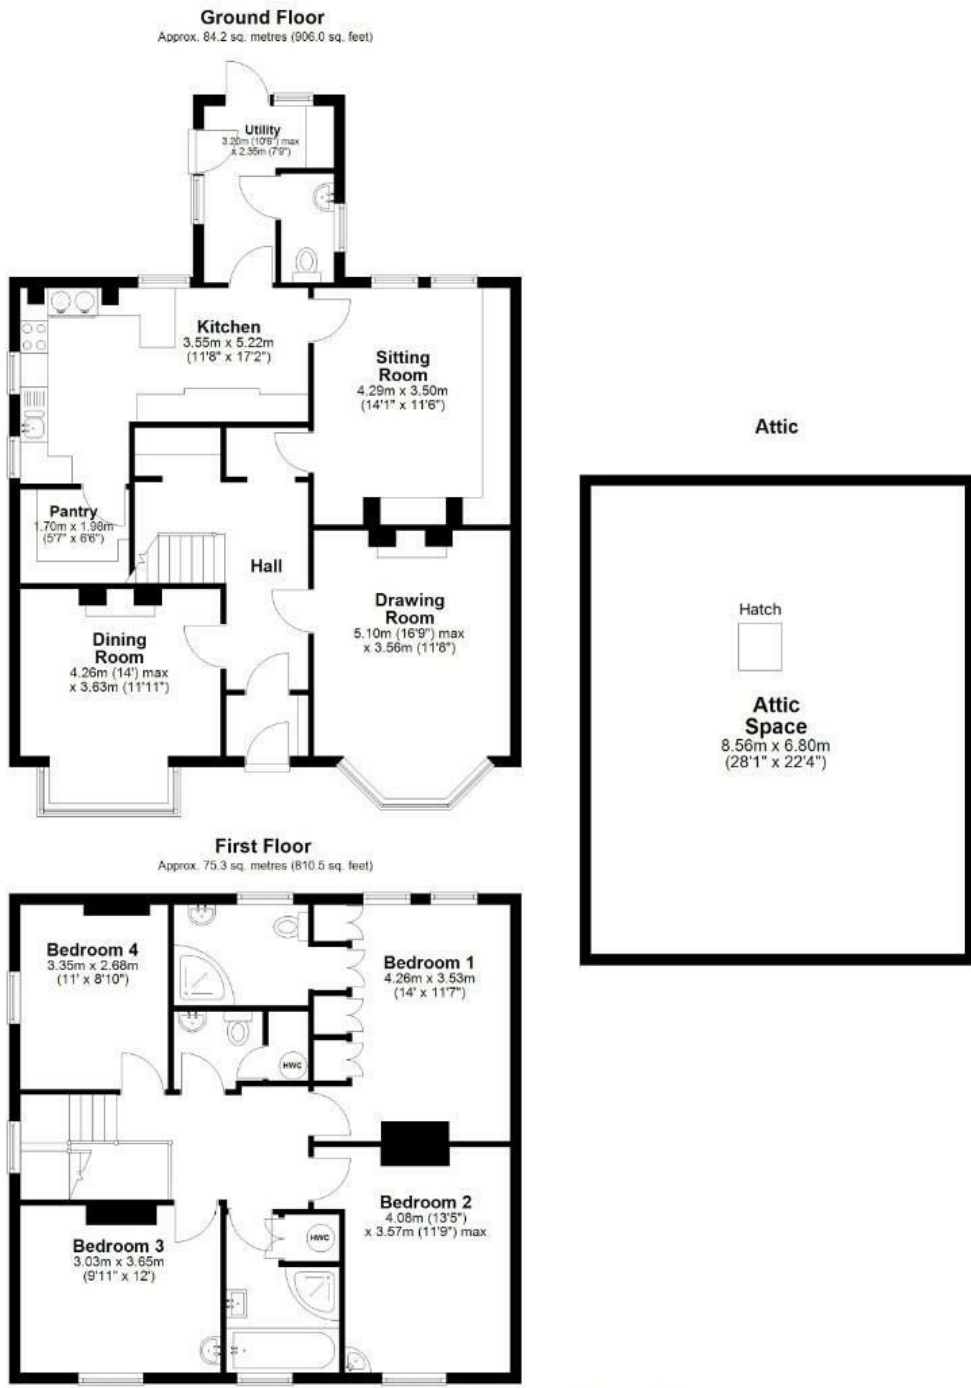 Ground Floor
Approx. 84.2 sq. metres (906.0 sq. feet)
Utility
3.20m (10'6") max
x 2.35m (7'9")
Kitchen
3.55m x 5.22m
(11'8" x 17'2")
Sitting
Room
4.29m x 3.50m
(14'1" x 11'6")
Pantry
1.70m x 1.98m
(5'7" x 6'6")
Hall
Drawing
Room
5.10m (16'9") max
x 3.56m (11'8")
Dining
Room
4.26m (14') max
x 3.63m (11'11")
Attic
Hatch
Attic
Space
8.56m x 6.80m
(28'1" x 22'4")
First Floor
Approx. 75.3 sq. metres (810.5 sq. feet)
Bedroom 4
3.35m x 2.68m
(11' x 8'10")
Bedroom 1
4.26m x 3.53m
(14' x 11'7")
HWC
Bedroom 2
4.08m (13'5")
x 3.57m (11'9") max
HWC
Bedroom 3
3.03m x 3.65m
(9'11" x 12')